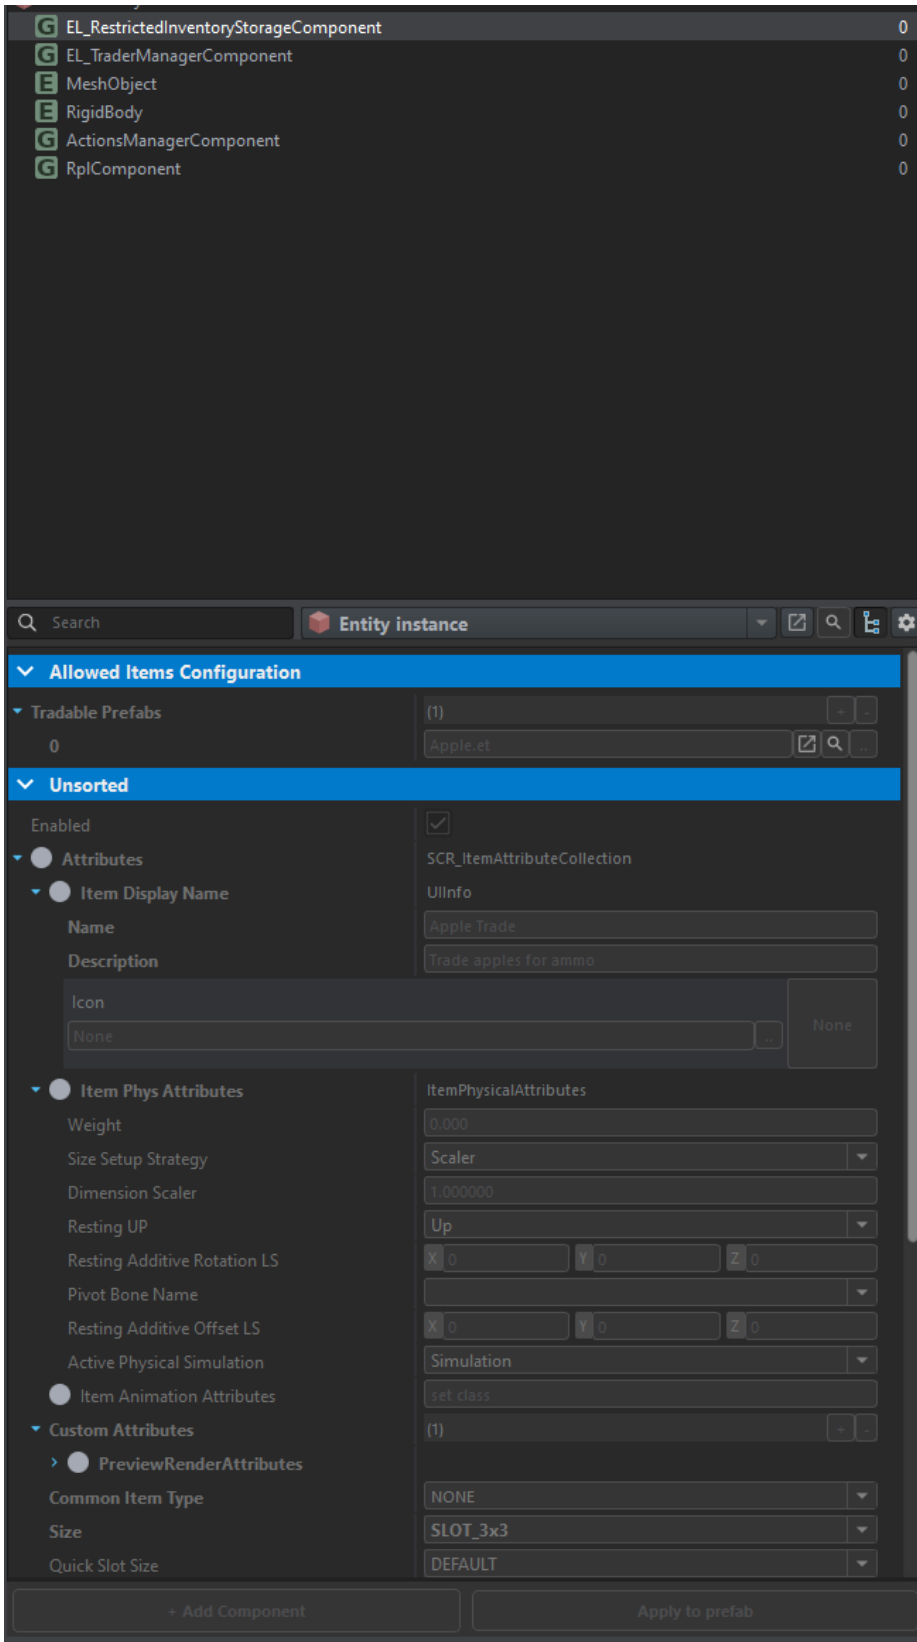 G EL_RestrictedInventoryStorageComponent 0
G EL_TraderManagerComponent 0
E MeshObject 0
E RigidBody 0
G ActionsManagerComponent 0
G RplComponent 0
Search Entity instance
Allowed Items Configuration
Tradable Prefabs (1) + -
0 Apple.et ..
Unsorted
Enabled
Attributes SCR_ItemAttributeCollection
Item Display Name UIInfo
Name Apple Trade
Description Trade apples for ammo
Icon
None .. None
Item Phys Attributes ItemPhysicalAttributes
Weight 0.000
Size Setup Strategy Scaler
Dimension Scaler 1.000000
Resting UP Up
Resting Additive Rotation LS X 0 Y 0 Z 0
Pivot Bone Name
Resting Additive Offset LS X 0 Y 0 Z 0
Active Physical Simulation Simulation
Item Animation Attributes set class
Custom Attributes (1) + -
PreviewRenderAttributes
Common Item Type NONE
Size SLOT_3x3
Quick Slot Size DEFAULT
+ Add Component Apply to prefab